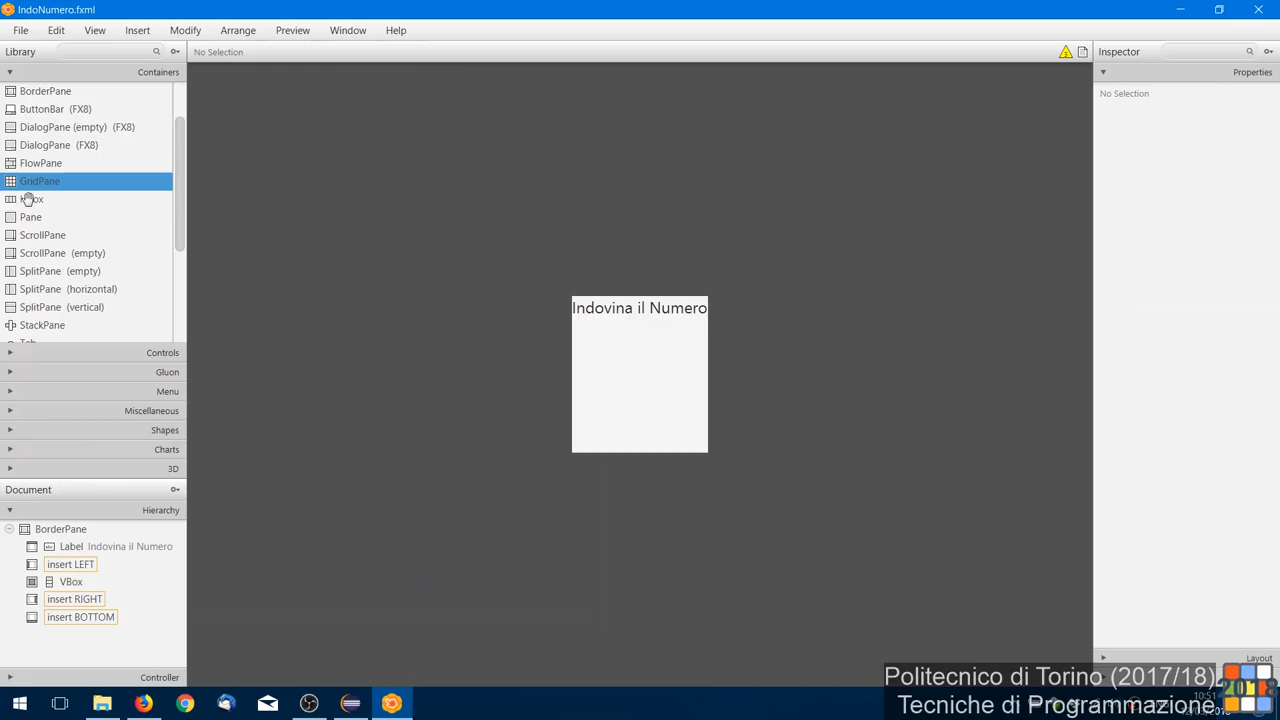 IndoNumero.fxml
File Edit View Insert Modify Arrange Preview Window Help
Library
No Selection
Inspector
Containers
Properties
No Selection
BorderPane
ButtonBar (FX8)
DialogPane (empty) (FX8)
DialogPane (FX8)
FlowPane
GridPane
Pane
ScrollPane
ScrollPane (empty)
SplitPane (empty)
SplitPane (horizontal)
SplitPane (vertical)
StackPane
Indovina il Numero
Controls
Gluon
Menu
Miscellaneous
Shapes
Charts
3D
Document
Hierarchy
BorderPane
Label Indovina il Numero
insert LEFT
VBox
insert RIGHT
insert BOTTOM
Controller
Layout
Politecnico di Torino (2017/18)
Tecniche di Programmazione
2018
10:51